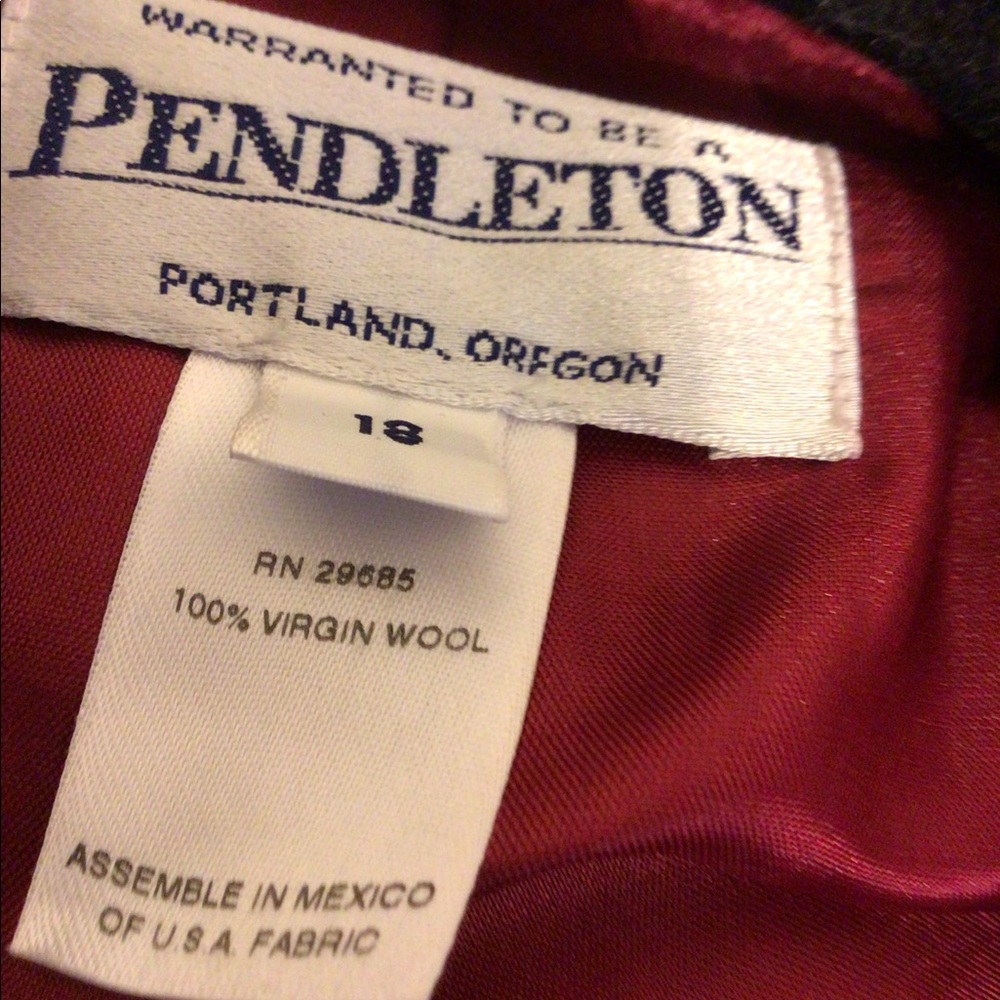 WARRANTED TO BE A
PENDLETON
PORTLAND, OREGON
18
RN 29685
100% VIRGIN WOOL
ASSEMBLE IN MEXICO
OF U.S.A. FABRIC